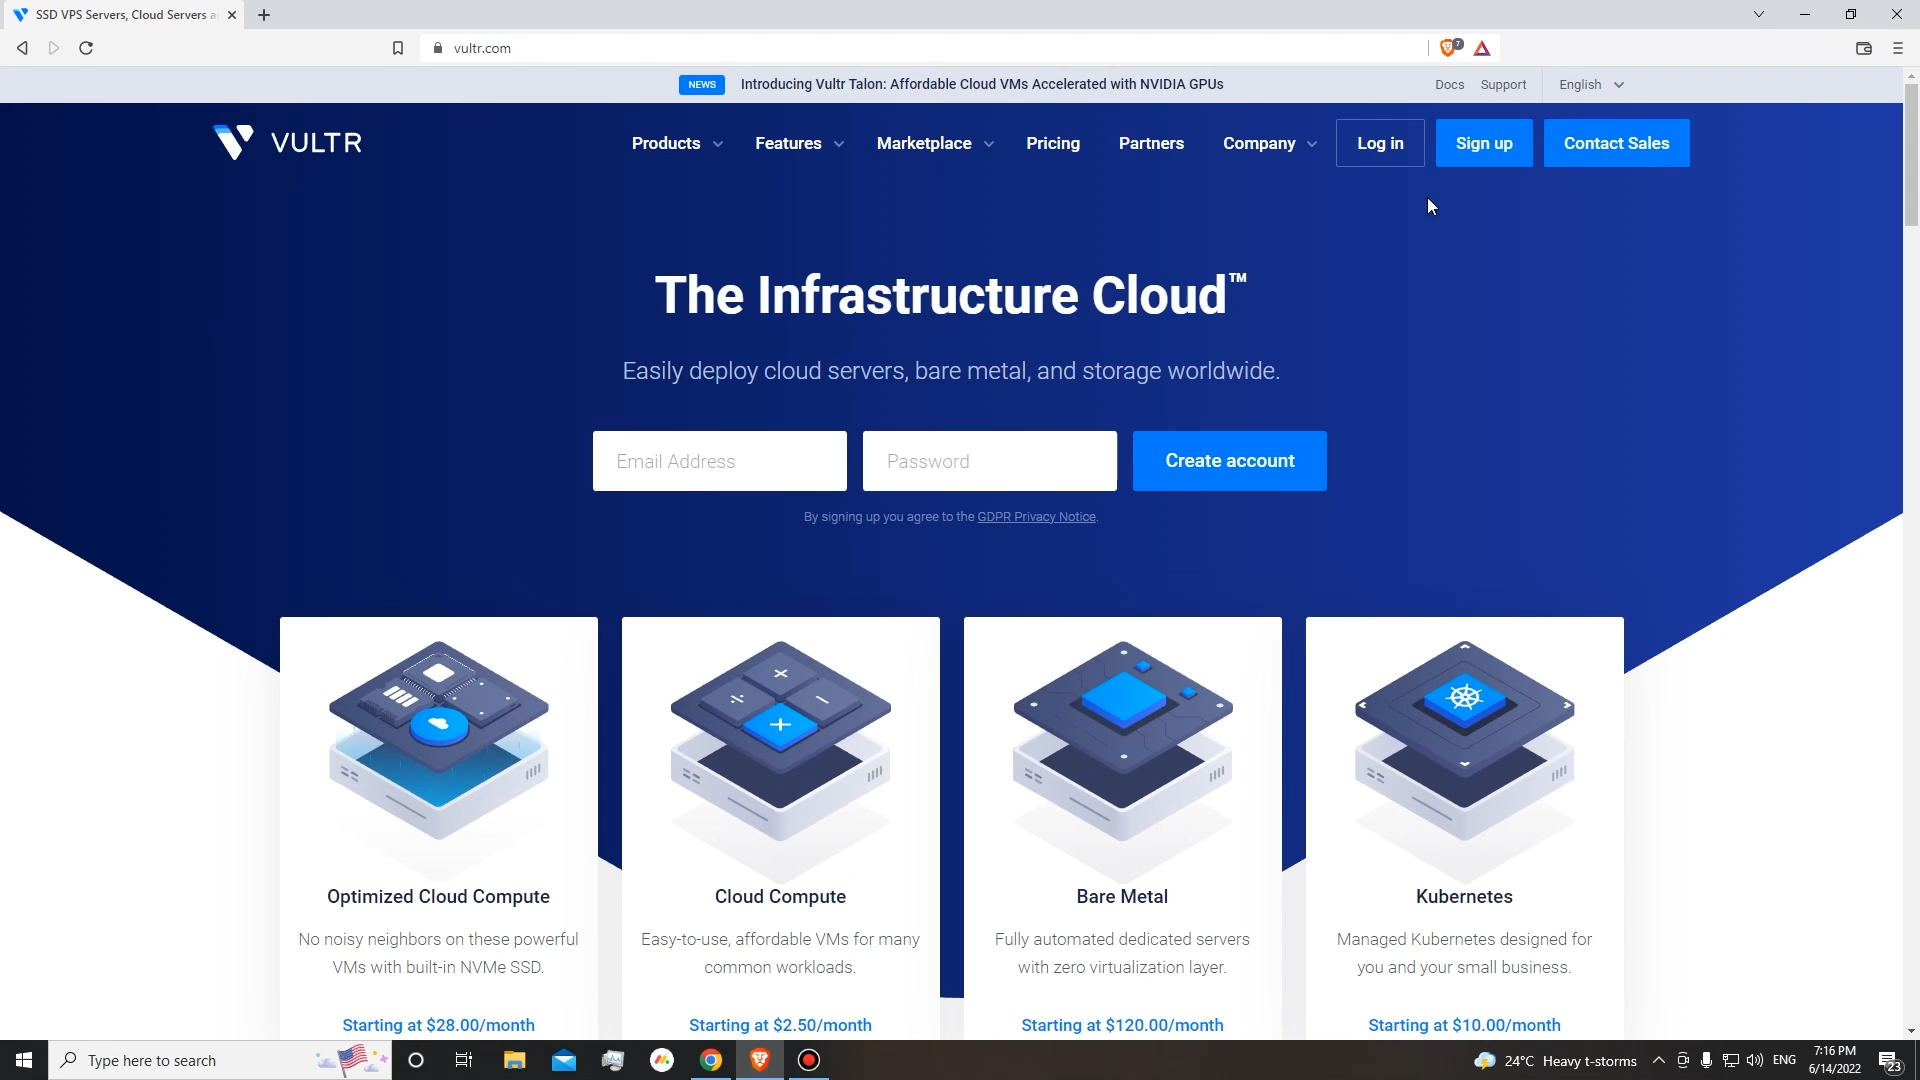 SSD VPS Servers, Cloud Servers a
vultr.com
7
NEWS Introducing Vultr Talon: Affordable Cloud VMs Accelerated with NVIDIA GPUs
Docs Support English
VULTR
Products Features Marketplace Pricing Partners Company Log in Sign up Contact Sales
The Infrastructure Cloud™
Easily deploy cloud servers, bare metal, and storage worldwide.
Email Address Password Create account
By signing up you agree to the GDPR Privacy Notice.
Optimized Cloud Compute
No noisy neighbors on these powerful
VMs with built-in NVMe SSD.
Starting at $28.00/month
Cloud Compute
Easy-to-use, affordable VMs for many
common workloads.
Starting at $2.50/month
Bare Metal
Fully automated dedicated servers
with zero virtualization layer.
Starting at $120.00/month
Kubernetes
Managed Kubernetes designed for
you and your small business.
Starting at $10.00/month
Type here to search
24°C Heavy t-storms
ENG
7:16 PM
6/14/2022
23